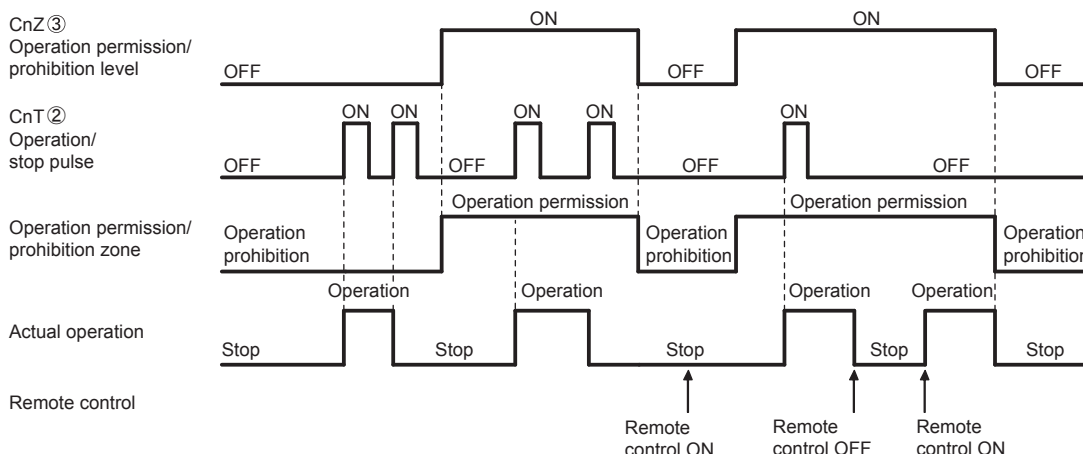 CnZ③
Operation permission/
prohibition level
OFF
ON
OFF
ON
OFF
CnT②
Operation/
stop pulse
OFF
ON
ON
OFF
ON
ON
OFF
ON
OFF
Operation permission/
prohibition zone
Operation
prohibition
Operation permission
Operation
prohibition
Operation permission
Operation
prohibition
Actual operation
Stop
Operation
Stop
Operation
Stop
Operation
Stop
Operation
Stop
Remote control
Remote
control ON
Remote
control OFF
Remote
control ON